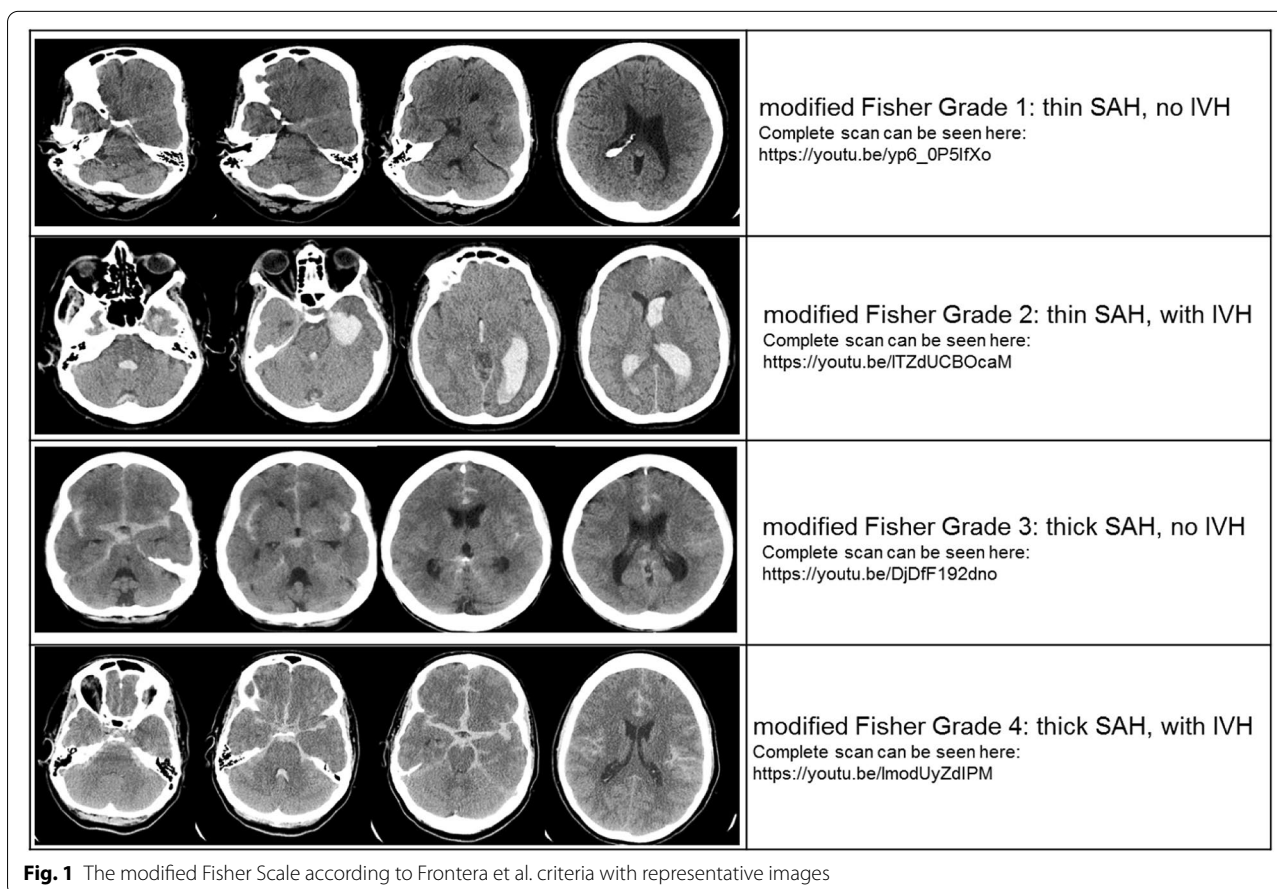 modified Fisher Grade 1: thin SAH, no IVH
Complete scan can be seen here:
https://youtu.be/yp6_0P5IfXo
modified Fisher Grade 2: thin SAH, with IVH
Complete scan can be seen here:
https://youtu.be/lTZdUCBOcaM
modified Fisher Grade 3: thick SAH, no IVH
Complete scan can be seen here:
https://youtu.be/DjDfF192dno
modified Fisher Grade 4: thick SAH, with IVH
Complete scan can be seen here:
https://youtu.be/lmodUyZdIPM
Fig. 1 The modified Fisher Scale according to Frontera et al. criteria with representative images